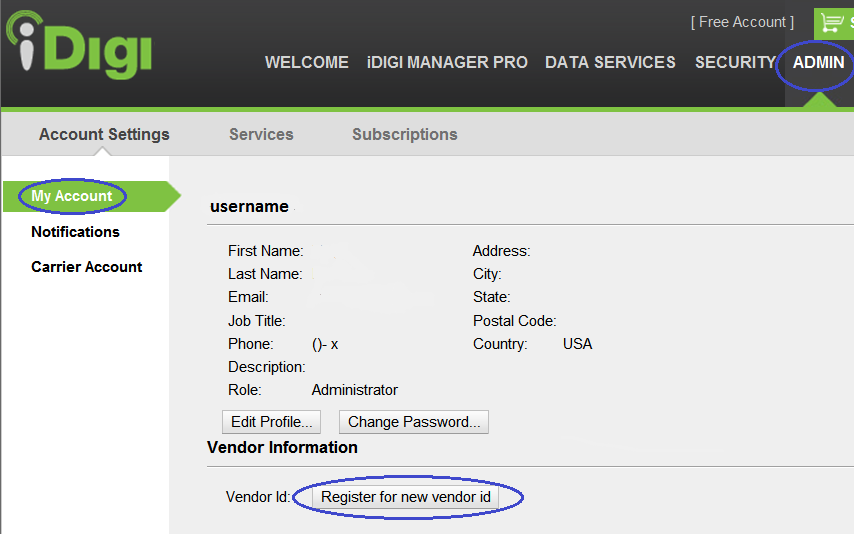 iDigi
[ Free Account ]
WELCOME iDIGI MANAGER PRO DATA SERVICES SECURITY ADMIN
Account Settings Services Subscriptions
My Account
Notifications
Carrier Account
username
First Name: Address:
Last Name: City:
Email: State:
Job Title: Postal Code:
Phone: ()- x Country: USA
Description:
Role: Administrator
Edit Profile... Change Password...
Vendor Information
Vendor Id: Register for new vendor id